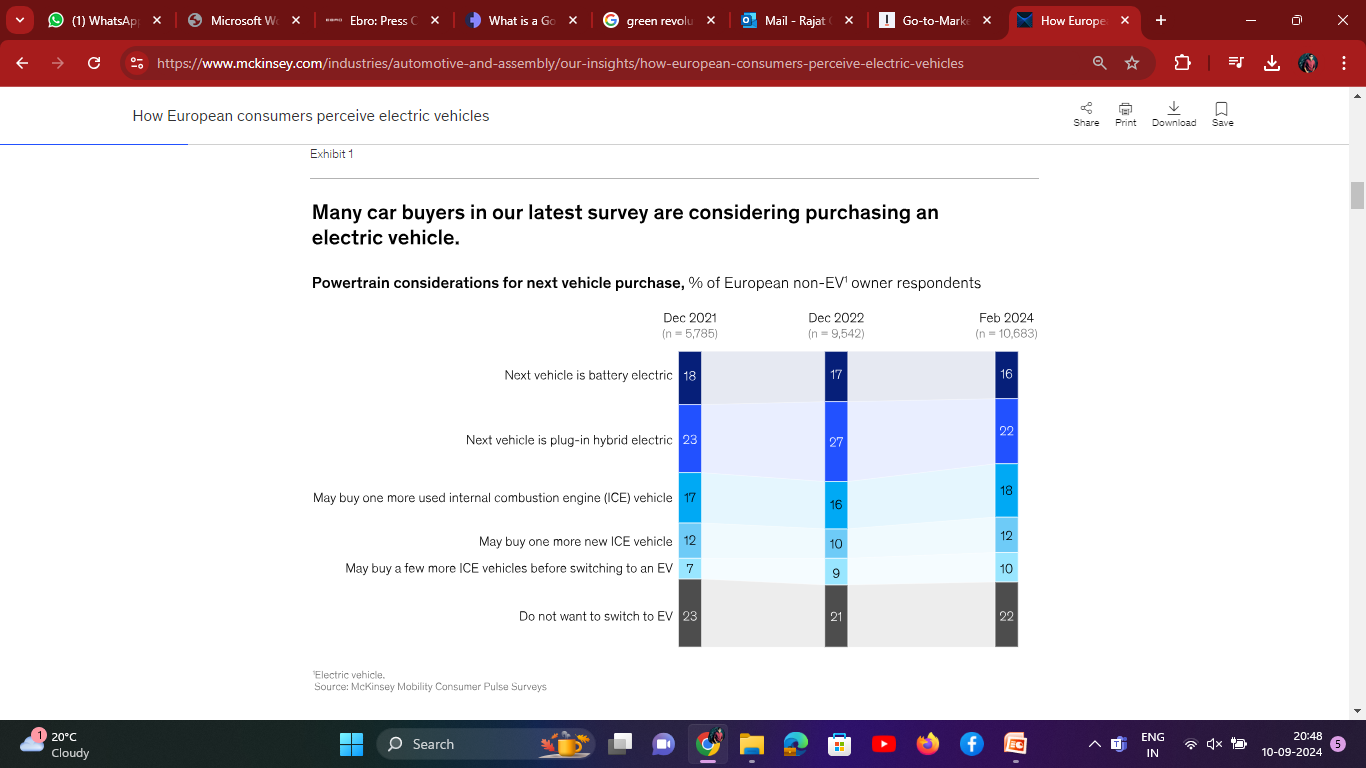 (1) WhatsAp
Microsoft W
Ebro: Press C
What is a Go
green revolu
Mail - Rajat
Go-to-Marke
How Europe
https://www.mckinsey.com/industries/automotive-and-assembly/our-insights/how-european-consumers-perceive-electric-vehicles
How European consumers perceive electric vehicles
Share Print Download Save
Exhibit 1
Many car buyers in our latest survey are considering purchasing an
electric vehicle.
Powertrain considerations for next vehicle purchase, % of European non-EV¹ owner respondents
Dec 2021 Dec 2022 Feb 2024
(n = 5,785) (n = 9,542) (n = 10,683)
Next vehicle is battery electric 18 17 16
Next vehicle is plug-in hybrid electric 23 27 22
May buy one more used internal combustion engine (ICE) vehicle 17 16 18
May buy one more new ICE vehicle 12 10 12
May buy a few more ICE vehicles before switching to an EV 7 9 10
Do not want to switch to EV 23 21 22
¹Electric vehicle.
Source: McKinsey Mobility Consumer Pulse Surveys
1
20°C
Cloudy
Search
ENG
IN
20:48
10-09-2024
5